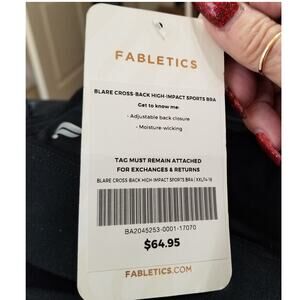 FABLETICS
BLARE CROSS-BACK HIGH-IMPACT SPORTS BRA
Get to know me:
- Adjustable back closure
- Moisture-wicking
TAG MUST REMAIN ATTACHED
FOR EXCHANGES & RETURNS
BLARE CROSS BACK HIGH IMPACT SPORTS BRA | XXL/14-16
BA2045253-0001-17070
$64.95
FABLETICS.COM